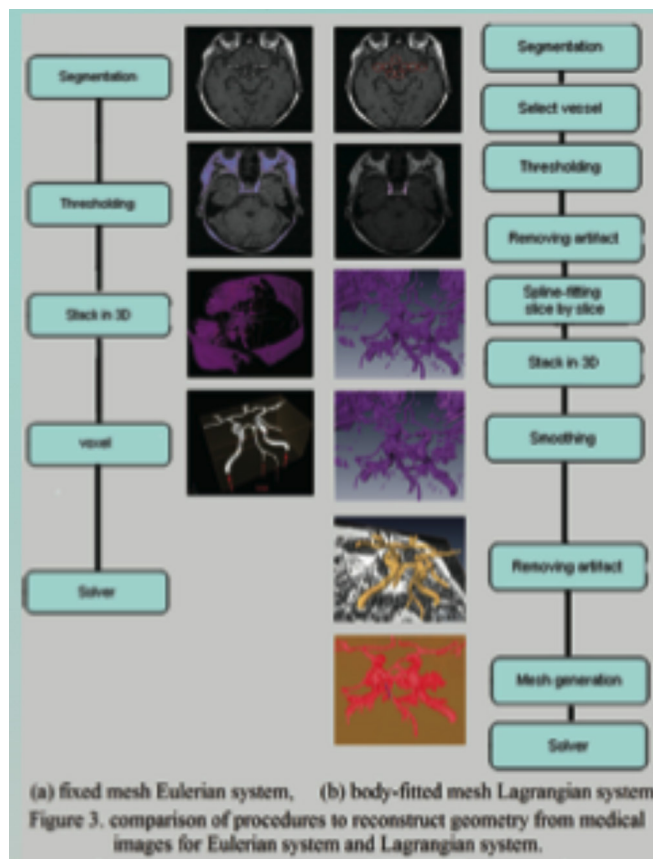 Segmentation
Thresholding
Stack in 3D
voxel
Solver
Segmentation
Select vessel
Thresholding
Removing artifact
Spline-fitting
slice by slice
Stack in 3D
Smoothing
Removing artifact
Mesh generation
Solver
(a) fixed mesh Eulerian system,
(b) body-fitted mesh Lagrangian system
Figure 3. comparison of procedures to reconstruct geometry from medical
images for Eulerian system and Lagrangian system.